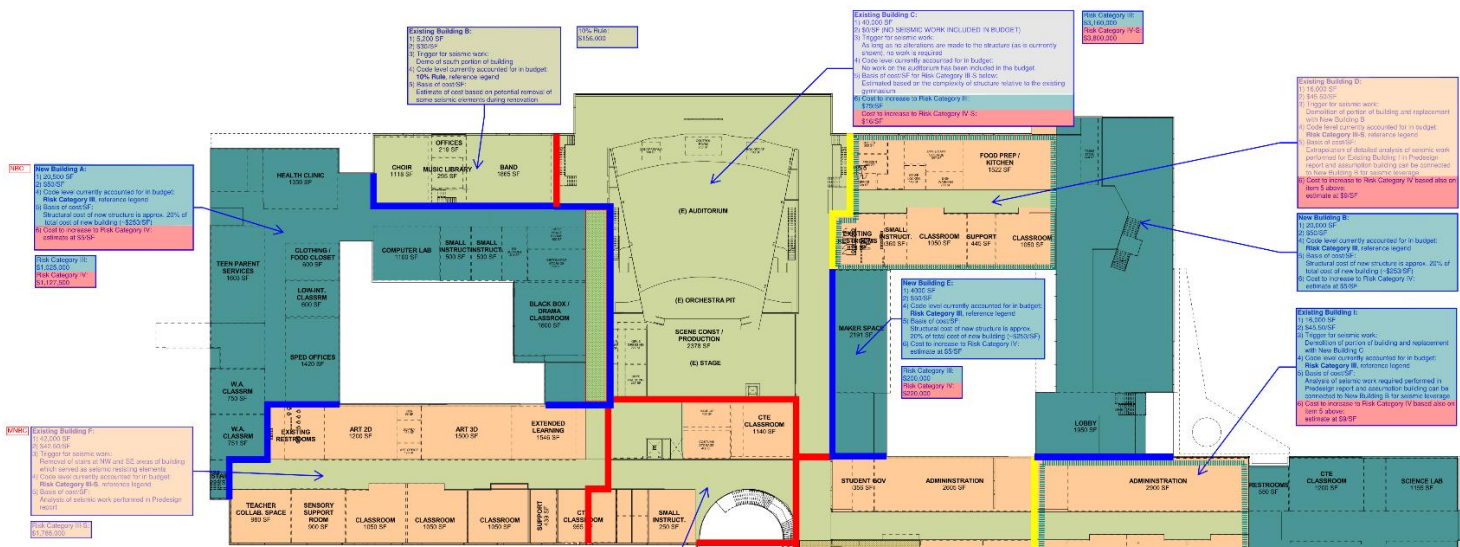 Existing Building B:
1) 5,200 SF
2) $30/SF
3) Trigger for seismic work:
Demo of south portion of building
4) Code level currently accounted for in budget:
10% Rule, reference legend
5) Basis of cost/SF:
Estimate of cost based on potential removal of
some seismic elements during renovation
10% Rule:
$156,000
Existing Building C:
1) 40,000 SF
2) $0/SF (NO SEISMIC WORK INCLUDED IN BUDGET)
3) Trigger for seismic work:
As long as no alterations are made to the structure (as is currently
shown), no work is required
4) Code level currently accounted for in budget:
No work on the auditorium has been included in the budget
5) Basis of cost/SF for Risk Category III-S below:
Estimated based on the complexity of structure relative to the existing
gymnasium
6) Cost to increase to Risk Category III:
$79/SF
Cost to increase to Risk Category IV-S:
$16/SF
Risk Category III:
$3,160,000
Risk Category IV-S:
$3,800,000
Existing Building D:
1) 16,000 SF
2) $45.50/SF
3) Trigger for seismic work:
Demolition of portion of building and replacement
with New Building B
4) Code level currently accounted for in budget:
Risk Category III-S, reference legend
5) Basis of cost/SF:
Extrapolation of detailed analysis of seismic work
performed for Existing Building I in Predesign
report and assumption building can be connected
to New Building B for seismic leverage
6) Cost to increase to Risk Category IV based also on
item 5 above:
estimate at $9/SF
NBC
New Building A:
1) 20,500 SF
2) $50/SF
4) Code level currently accounted for in budget:
Risk Category III, reference legend
5) Basis of cost/SF:
Structural cost of new structure is approx. 20% of
total cost of new building (~$253/SF)
6) Cost to increase to Risk Category IV:
estimate at $5/SF
Risk Category III:
$1,025,000
Risk Category IV:
$1,127,500
New Building B:
1) 20,000 SF
2) $50/SF
4) Code level currently accounted for in budget:
Risk Category III, reference legend
5) Basis of cost/SF:
Structural cost of new structure is approx. 20% of
total cost of new building (~$253/SF)
6) Cost to increase to Risk Category IV:
estimate at $5/SF
New Building E:
1) 4000 SF
2) $50/SF
4) Code level currently accounted for in budget:
Risk Category III, reference legend
5) Basis of cost/SF:
Structural cost of new structure is approx.
20% of total cost of new building (~$253/SF)
6) Cost to increase to Risk Category IV:
estimate at $5/SF
Risk Category III:
$200,000
Risk Category IV:
$220,000
Existing Building I:
1) 16,000 SF
2) $45.50/SF
3) Trigger for seismic work:
Demolition of portion of building and replacement
with New Building C
4) Code level currently accounted for in budget:
Risk Category III, reference legend
5) Basis of cost/SF:
Analysis of seismic work required performed in
Predesign report and assumption building can be
connected to New Building B for seismic leverage
6) Cost to increase to Risk Category IV based also on
item 5 above:
estimate at $9/SF
MNBC
Existing Building F:
1) 42,000 SF
2) $42.50/SF
3) Trigger for seismic work:
Removal of stairs at NW and SE areas of building
which served as seismic resisting elements
4) Code level currently accounted for in budget:
Risk Category III-S, reference legend
5) Basis of cost/SF:
Analysis of seismic work performed in Predesign
report
Risk Category III-S:
$1,785,000
HEALTH CLINIC
1330 SF
CHOIR
1118 SF
OFFICES
219 SF
MUSIC LIBRARY
295 SF
BAND
1865 SF
(E) AUDITORIUM
FOOD PREP /
KITCHEN
1522 SF
TEEN PARENT
SERVICES
1600 SF
CLOTHING /
FOOD CLOSET
600 SF
COMPUTER LAB
1100 SF
SMALL
INSTRUCT.
500 SF
SMALL
INSTRUCT.
500 SF
EXISTING
RESTROOMS
SMALL
INSTRUCT.
360 SF
CLASSROOM
1050 SF
SUPPORT
445 SF
CLASSROOM
1050 SF
LOW-INT.
CLASSRM
600 SF
BLACK BOX /
DRAMA
CLASSROOM
1600 SF
(E) ORCHESTRA PIT
SCENE CONST /
PRODUCTION
2378 SF
(E) STAGE
MAKER SPACE
2191 SF
SPED OFFICES
1420 SF
W.A.
CLASSRM
750 SF
W.A.
CLASSRM
751 SF
EXISTING
RESTROOMS
ART 2D
1200 SF
ART 3D
1500 SF
EXTENDED
LEARNING
1546 SF
CTE
CLASSROOM
1140 SF
LOBBY
1950 SF
STUDENT GOV
355 SF
ADMINISTRATION
2605 SF
ADMINISTRATION
2900 SF
RESTROOMS
CTE
CLASSROOM
1200 SF
SCIENCE LAB
1155 SF
TEACHER
COLLAB. SPACE
980 SF
SENSORY
SUPPORT
ROOM
900 SF
CLASSROOM
1050 SF
CLASSROOM
1050 SF
CLASSROOM
1050 SF
SUPPORT
SMALL
INSTRUCT.
250 SF